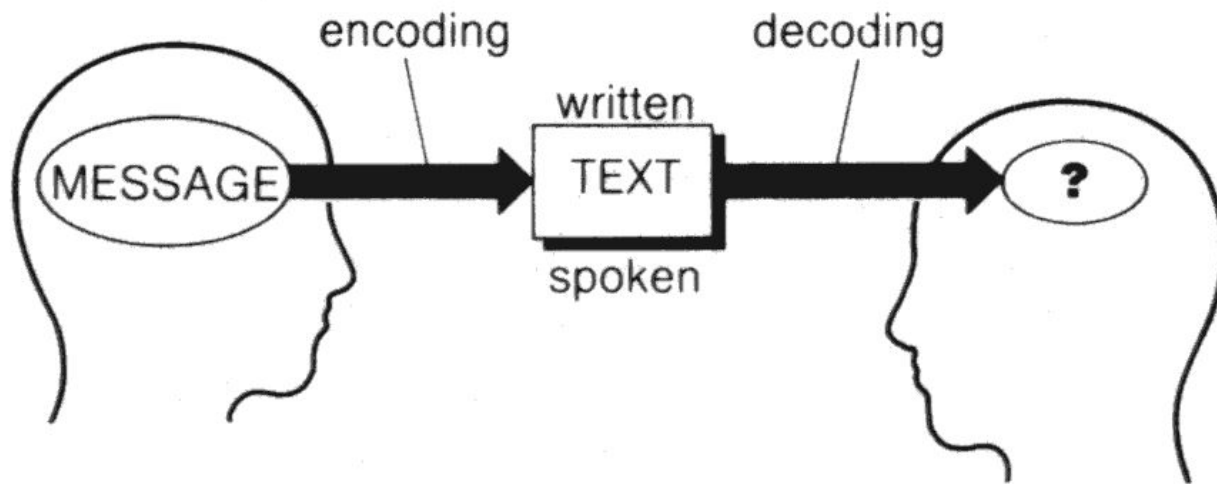 encoding
decoding
written
MESSAGE
TEXT
?
spoken